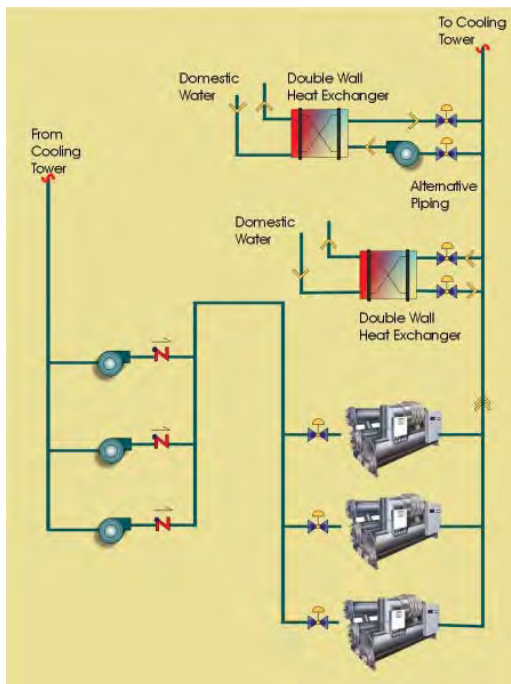 To Cooling
Tower
Domestic
Water
Double Wall
Heat Exchanger
From
Cooling
Tower
Alternative
Piping
Domestic
Water
Double Wall
Heat Exchanger